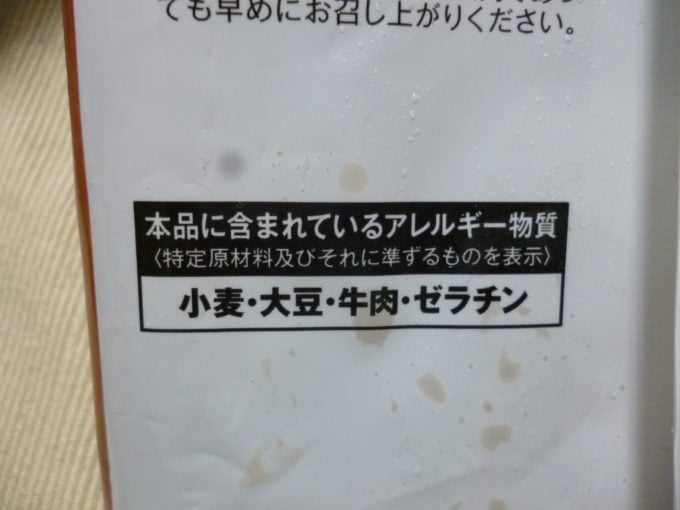 ても早めにお召し上がりください。
本品に含まれているアレルギー物質
〈特定原材料及びそれに準ずるものを表示〉
小麦・大豆・牛肉・ゼラチン